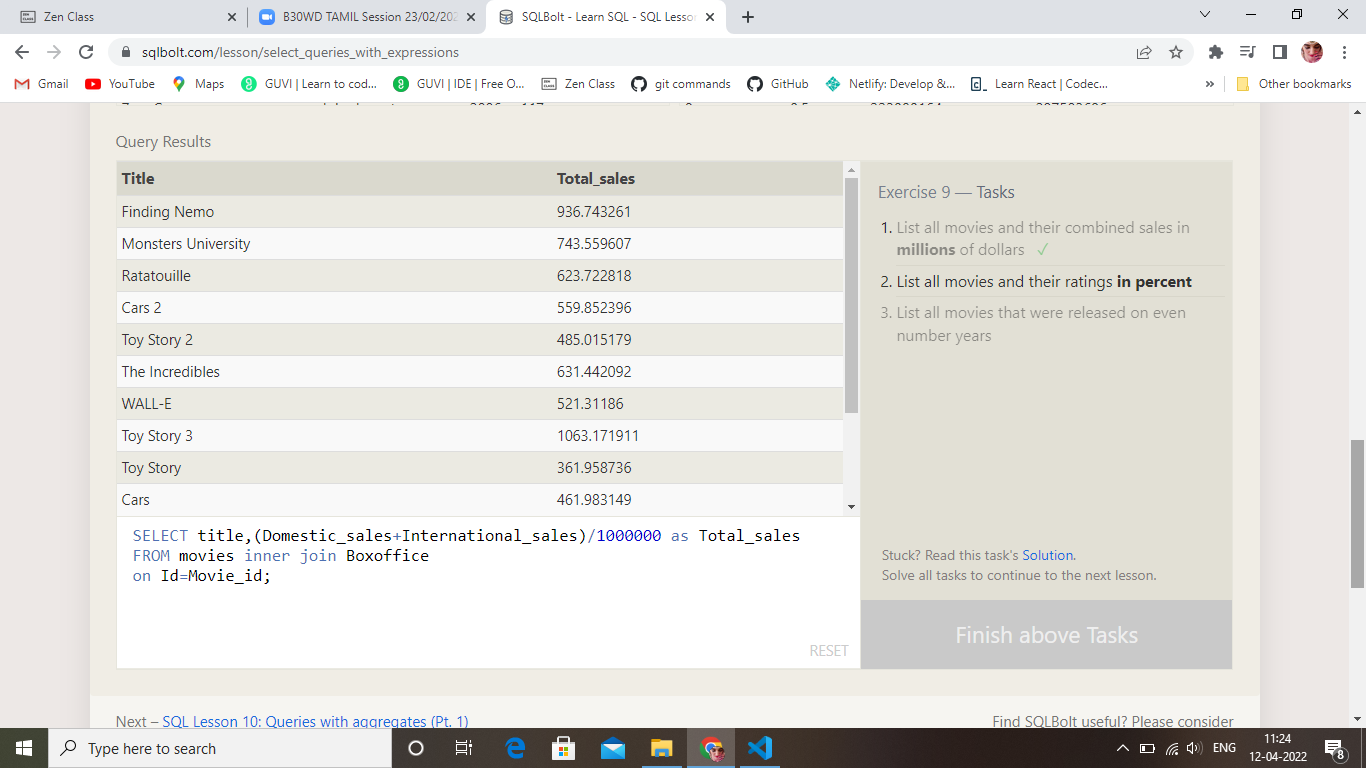 Zen Class
B30WD TAMIL Session 23/02/202
SQLBolt - Learn SQL - SQL Lesson
sqlbolt.com/lesson/select_queries_with_expressions
Gmail YouTube Maps GUVI | Learn to cod... GUVI | IDE | Free O... Zen Class git commands GitHub Netlify: Develop &... Learn React | Codec... » Other bookmarks
Query Results
Title Total_sales
Finding Nemo 936.743261
Monsters University 743.559607
Ratatouille 623.722818
Cars 2 559.852396
Toy Story 2 485.015179
The Incredibles 631.442092
WALL-E 521.31186
Toy Story 3 1063.171911
Toy Story 361.958736
Cars 461.983149
SELECT title,(Domestic_sales+International_sales)/1000000 as Total_sales
FROM movies inner join Boxoffice
on Id=Movie_id;
RESET
Exercise 9 — Tasks
1. List all movies and their combined sales in
millions of dollars ✓
2. List all movies and their ratings in percent
3. List all movies that were released on even
number years
Stuck? Read this task's Solution.
Solve all tasks to continue to the next lesson.
Finish above Tasks
Next – SQL Lesson 10: Queries with aggregates (Pt. 1)
Find SQLBolt useful? Please consider
Type here to search
ENG
11:24
12-04-2022
8